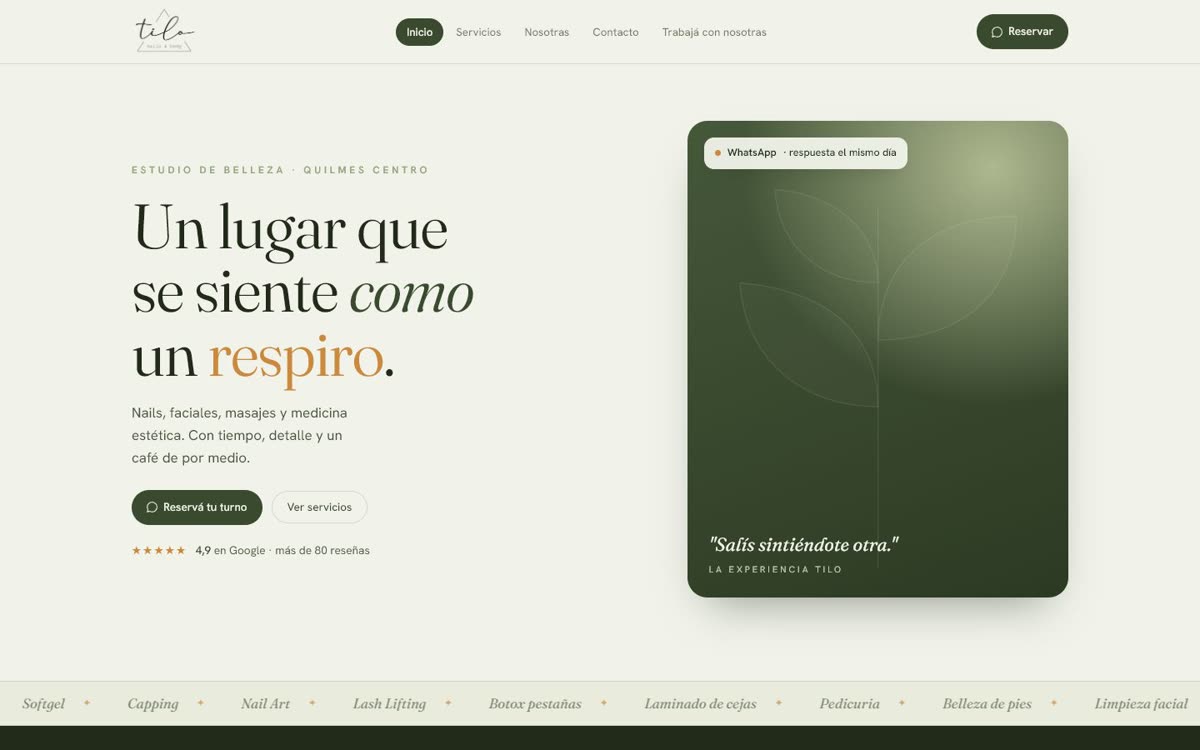 tilo
nails & body
Inicio
Servicios
Nosotras
Contacto
Trabajá con nosotras
Reservar
ESTUDIO DE BELLEZA · QUILMES CENTRO
Un lugar que
se siente como
un respiro.
Nails, faciales, masajes y medicina
estética. Con tiempo, detalle y un
café de por medio.
Reservá tu turno
Ver servicios
★★★★★ 4,9 en Google · más de 80 reseñas
WhatsApp · respuesta el mismo día
"Salís sintiéndote otra."
LA EXPERIENCIA TILO
Softgel ✦ Capping ✦ Nail Art ✦ Lash Lifting ✦ Botox pestañas ✦ Laminado de cejas ✦ Pedicuria ✦ Belleza de pies ✦ Limpieza facial